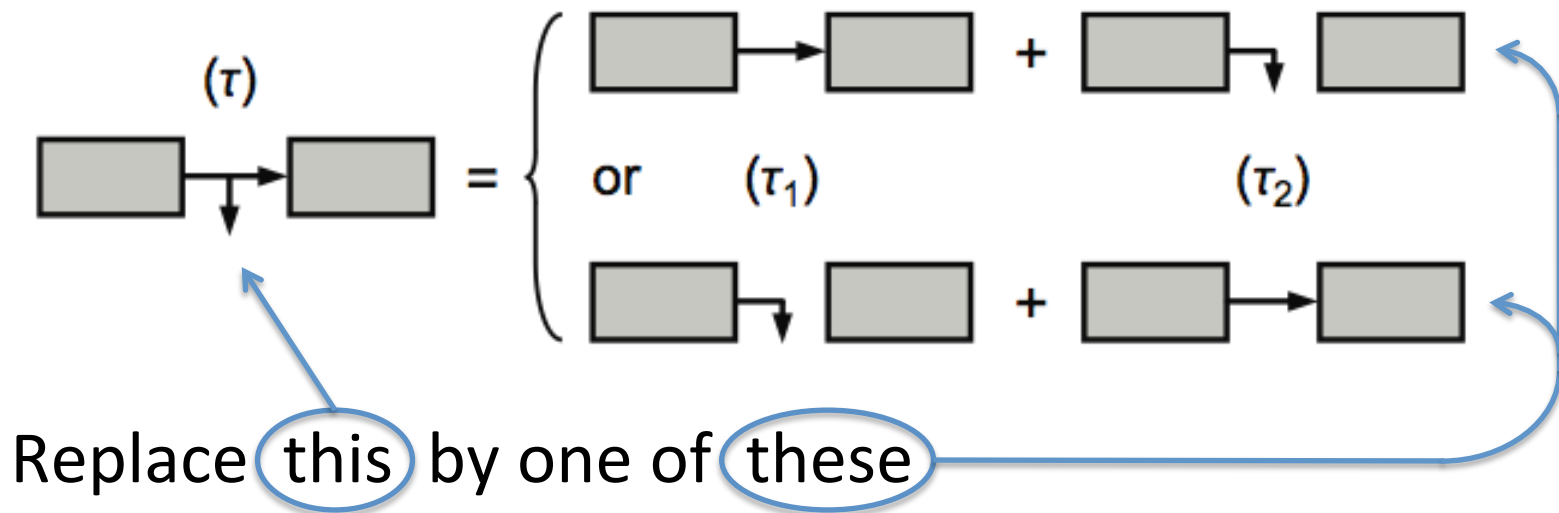 +
(τ)
= or (τ₁) (τ₂)
+
Replace this by one of these